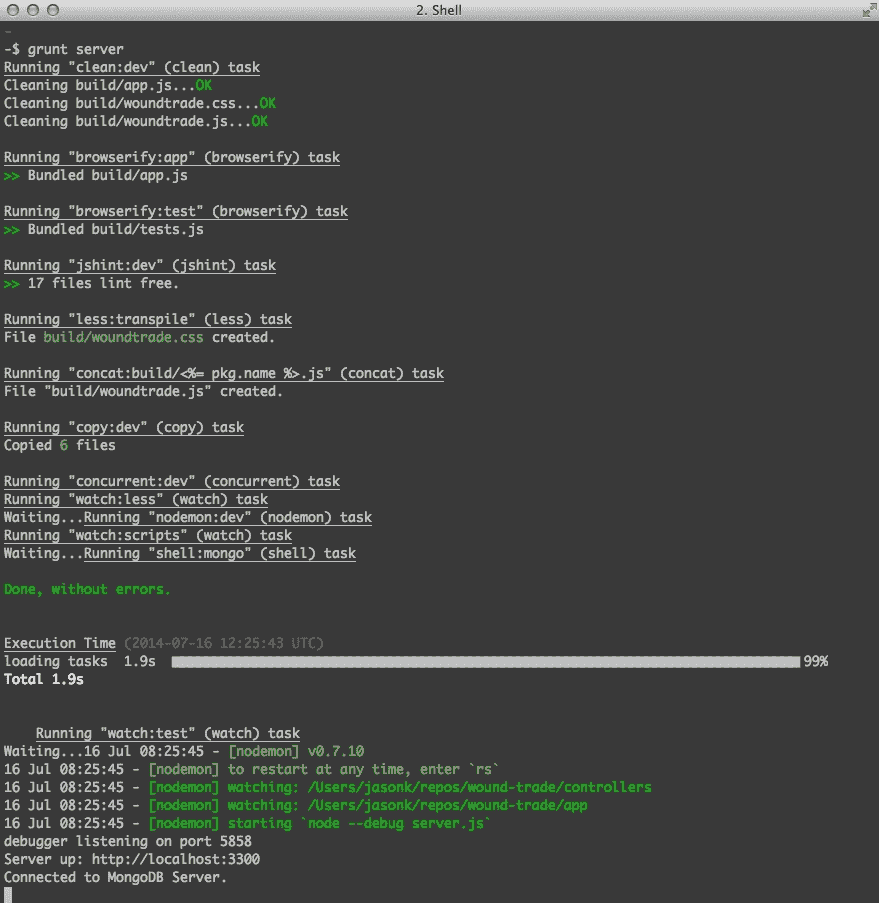 2. Shell
~
-$ grunt server
Running "clean:dev" (clean) task
Cleaning build/app.js...OK
Cleaning build/woundtrade.css...OK
Cleaning build/woundtrade.js...OK
Running "browserify:app" (browserify) task
>> Bundled build/app.js
Running "browserify:test" (browserify) task
>> Bundled build/tests.js
Running "jshint:dev" (jshint) task
>> 17 files lint free.
Running "less:transpile" (less) task
File build/woundtrade.css created.
Running "concat:build/<%= pkg.name %>.js" (concat) task
File "build/woundtrade.js" created.
Running "copy:dev" (copy) task
Copied 6 files
Running "concurrent:dev" (concurrent) task
Running "watch:less" (watch) task
Waiting...Running "nodemon:dev" (nodemon) task
Running "watch:scripts" (watch) task
Waiting...Running "shell:mongo" (shell) task
Done, without errors.
Execution Time (2014-07-16 12:25:43 UTC)
loading tasks 1.9s 99%
Total 1.9s
Running "watch:test" (watch) task
Waiting...16 Jul 08:25:45 - [nodemon] v0.7.10
16 Jul 08:25:45 - [nodemon] to restart at any time, enter `rs`
16 Jul 08:25:45 - [nodemon] watching: /Users/jasonk/repos/wound-trade/controllers
16 Jul 08:25:45 - [nodemon] watching: /Users/jasonk/repos/wound-trade/app
16 Jul 08:25:45 - [nodemon] starting `node --debug server.js`
debugger listening on port 5858
Server up: http://localhost:3300
Connected to MongoDB Server.